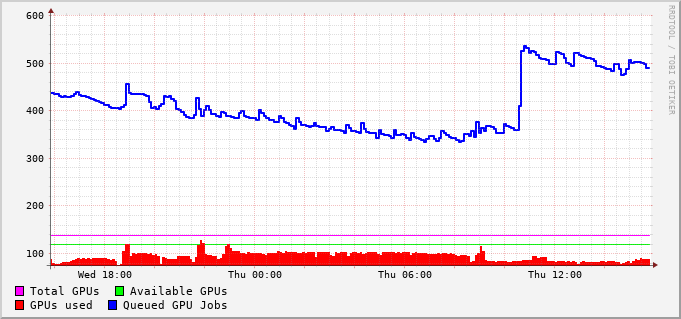 600
500
400
300
200
100
Wed 18:00 Thu 00:00 Thu 06:00 Thu 12:00
Total GPUs Available GPUs
GPUs used Queued GPU Jobs
RRDTOOL / TOBI OETIKER